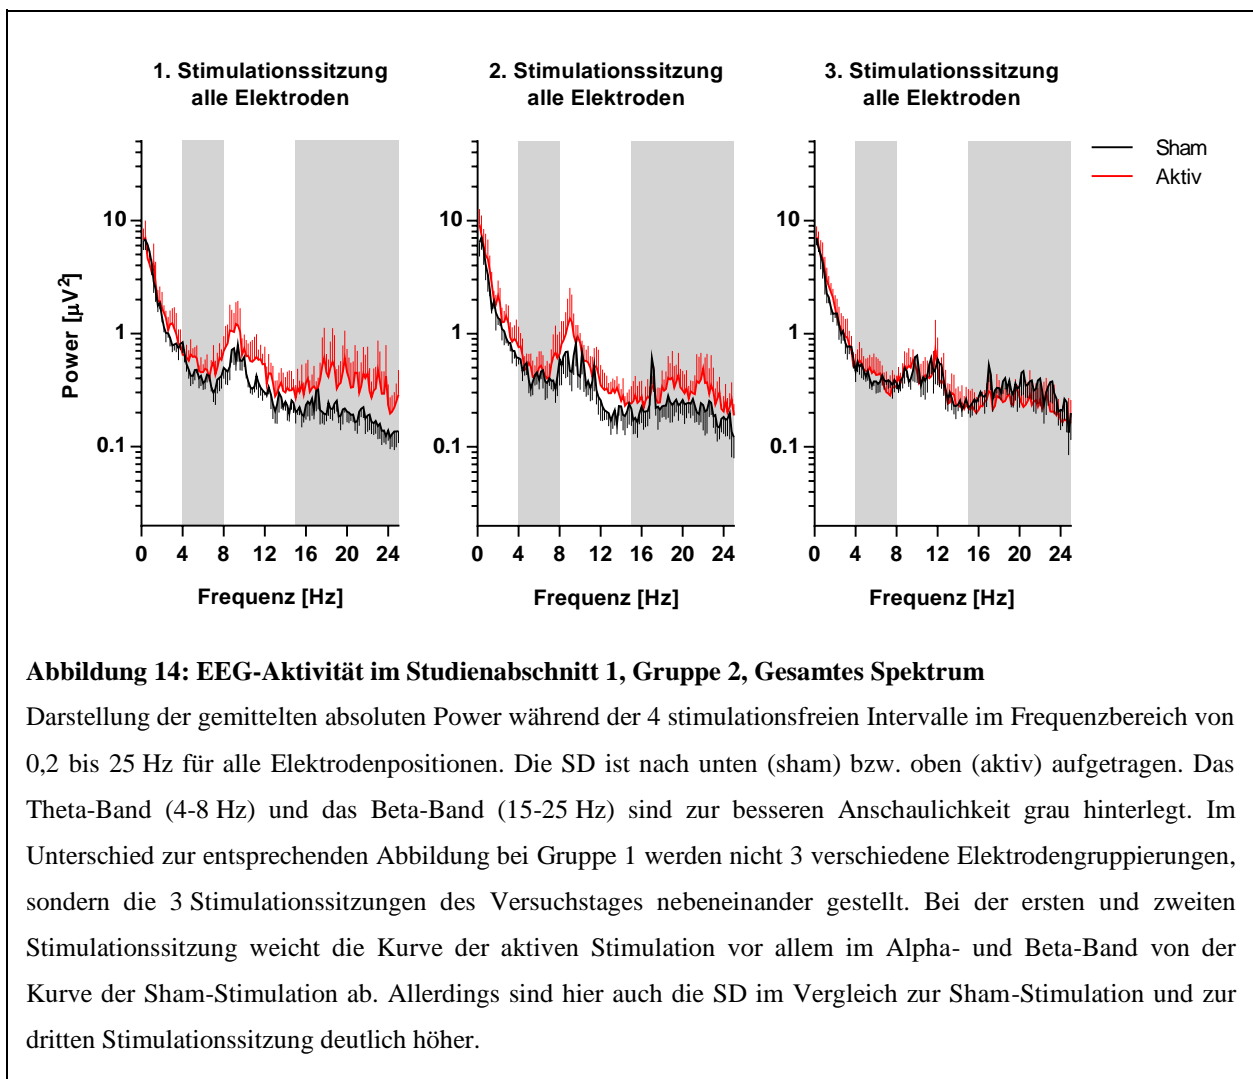 1. Stimulationssitzung
alle Elektroden
2. Stimulationssitzung
alle Elektroden
3. Stimulationssitzung
alle Elektroden
Sham
Aktiv
Power [µV²]
10
1
0.1
0 4 8 12 16 20 24
Frequenz [Hz]
10
1
0.1
0 4 8 12 16 20 24
Frequenz [Hz]
10
1
0.1
0 4 8 12 16 20 24
Frequenz [Hz]
Abbildung 14: EEG-Aktivität im Studienabschnitt 1, Gruppe 2, Gesamtes Spektrum
Darstellung der gemittelten absoluten Power während der 4 stimulationsfreien Intervalle im Frequenzbereich von
0,2 bis 25 Hz für alle Elektrodenpositionen. Die SD ist nach unten (sham) bzw. oben (aktiv) aufgetragen. Das
Theta-Band (4-8 Hz) und das Beta-Band (15-25 Hz) sind zur besseren Anschaulichkeit grau hinterlegt. Im
Unterschied zur entsprechenden Abbildung bei Gruppe 1 werden nicht 3 verschiedene Elektrodengruppierungen,
sondern die 3 Stimulationssitzungen des Versuchstages nebeneinander gestellt. Bei der ersten und zweiten
Stimulationssitzung weicht die Kurve der aktiven Stimulation vor allem im Alpha- und Beta-Band von der
Kurve der Sham-Stimulation ab. Allerdings sind hier auch die SD im Vergleich zur Sham-Stimulation und zur
dritten Stimulationssitzung deutlich höher.